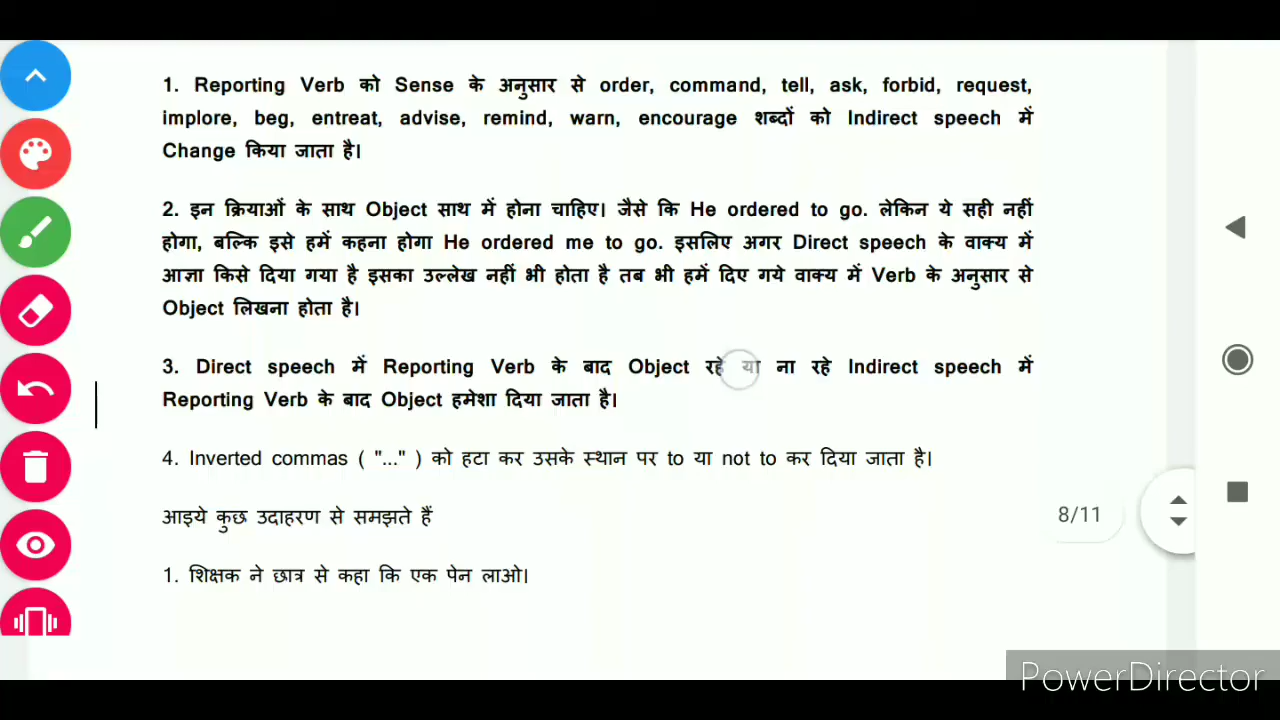 1. Reporting Verb को Sense के अनुसार से order, command, tell, ask, forbid, request,
implore, beg, entreat, advise, remind, warn, encourage शब्दों को Indirect speech में
Change किया जाता है।
2. इन क्रियाओं के साथ Object साथ में होना चाहिए। जैसे कि He ordered to go. लेकिन ये सही नहीं
होगा, बल्कि इसे हमें कहना होगा He ordered me to go. इसलिए अगर Direct speech के वाक्य में
आज्ञा किसे दिया गया है इसका उल्लेख नहीं भी होता है तब भी हमें दिए गये वाक्य में Verb के अनुसार से
Object लिखना होता है।
3. Direct speech में Reporting Verb के बाद Object रहे या ना रहे Indirect speech में
Reporting Verb के बाद Object हमेशा दिया जाता है।
4. Inverted commas ( "..." ) को हटा कर उसके स्थान पर to या not to कर दिया जाता है।
आइये कुछ उदाहरण से समझते हैं
8/11
1. शिक्षक ने छात्र से कहा कि एक पेन लाओ।
PowerDirector